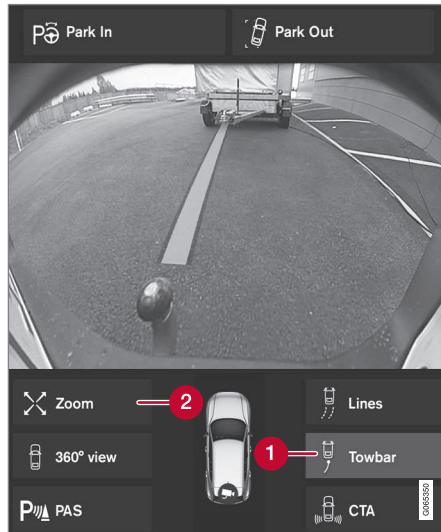 Park In
Park Out
Zoom
2
Lines
360° view
1
Towbar
PAS
CTA
G065350